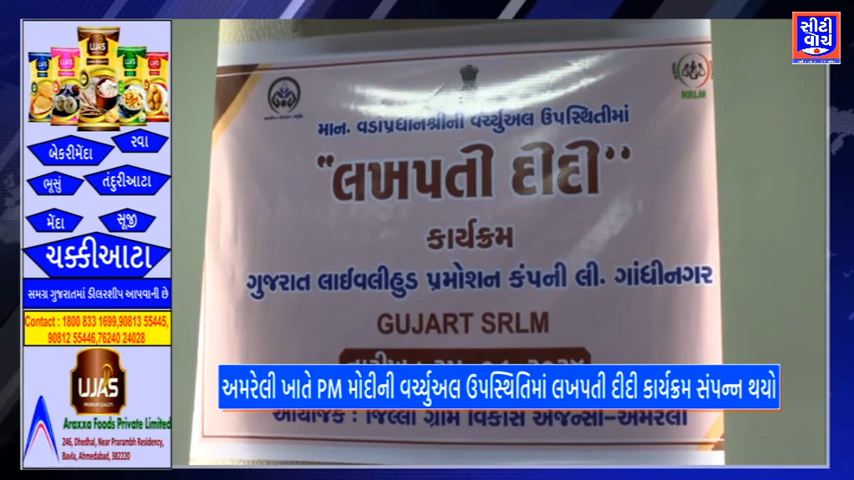 સીટી
વોચ
UJAS
બેકરીમેંદા
રવા
ભૂસું
તંદુરીઆટા
મેંદા
સૂજી
ચક્કીઆટા
સમગ્ર ગુજરાતમાં ડીલરશીપ આપવાની છે
Contact : 1800 833 1699,90813 55445,
90812 55446,76240 24028
UJAS
PREMIUM QUALITY
Araxxa Foods Private Limited
246, Dhedhal, Near Prarambh Residency,
Bavla, Ahmedabad, 382220
NRLM
માન. વડાપ્રધાનશ્રીની વર્ચ્યુઅલ ઉપસ્થિતીમાં
"લખપતી દીદી"
કાર્યક્રમ
ગુજરાત લાઈવલીહુડ પ્રમોશન કંપની લી. ગાંધીનગર
GUJART SRLM
અમરેલી ખાતે PM મોદીની વર્ચ્યુઅલ ઉપસ્થિતિમાં લખપતી દીદી કાર્યક્રમ સંપન્ન થયો
આયોજક : જિલ્લા ગ્રામ વિકાસ એજન્સી-અમરેલી